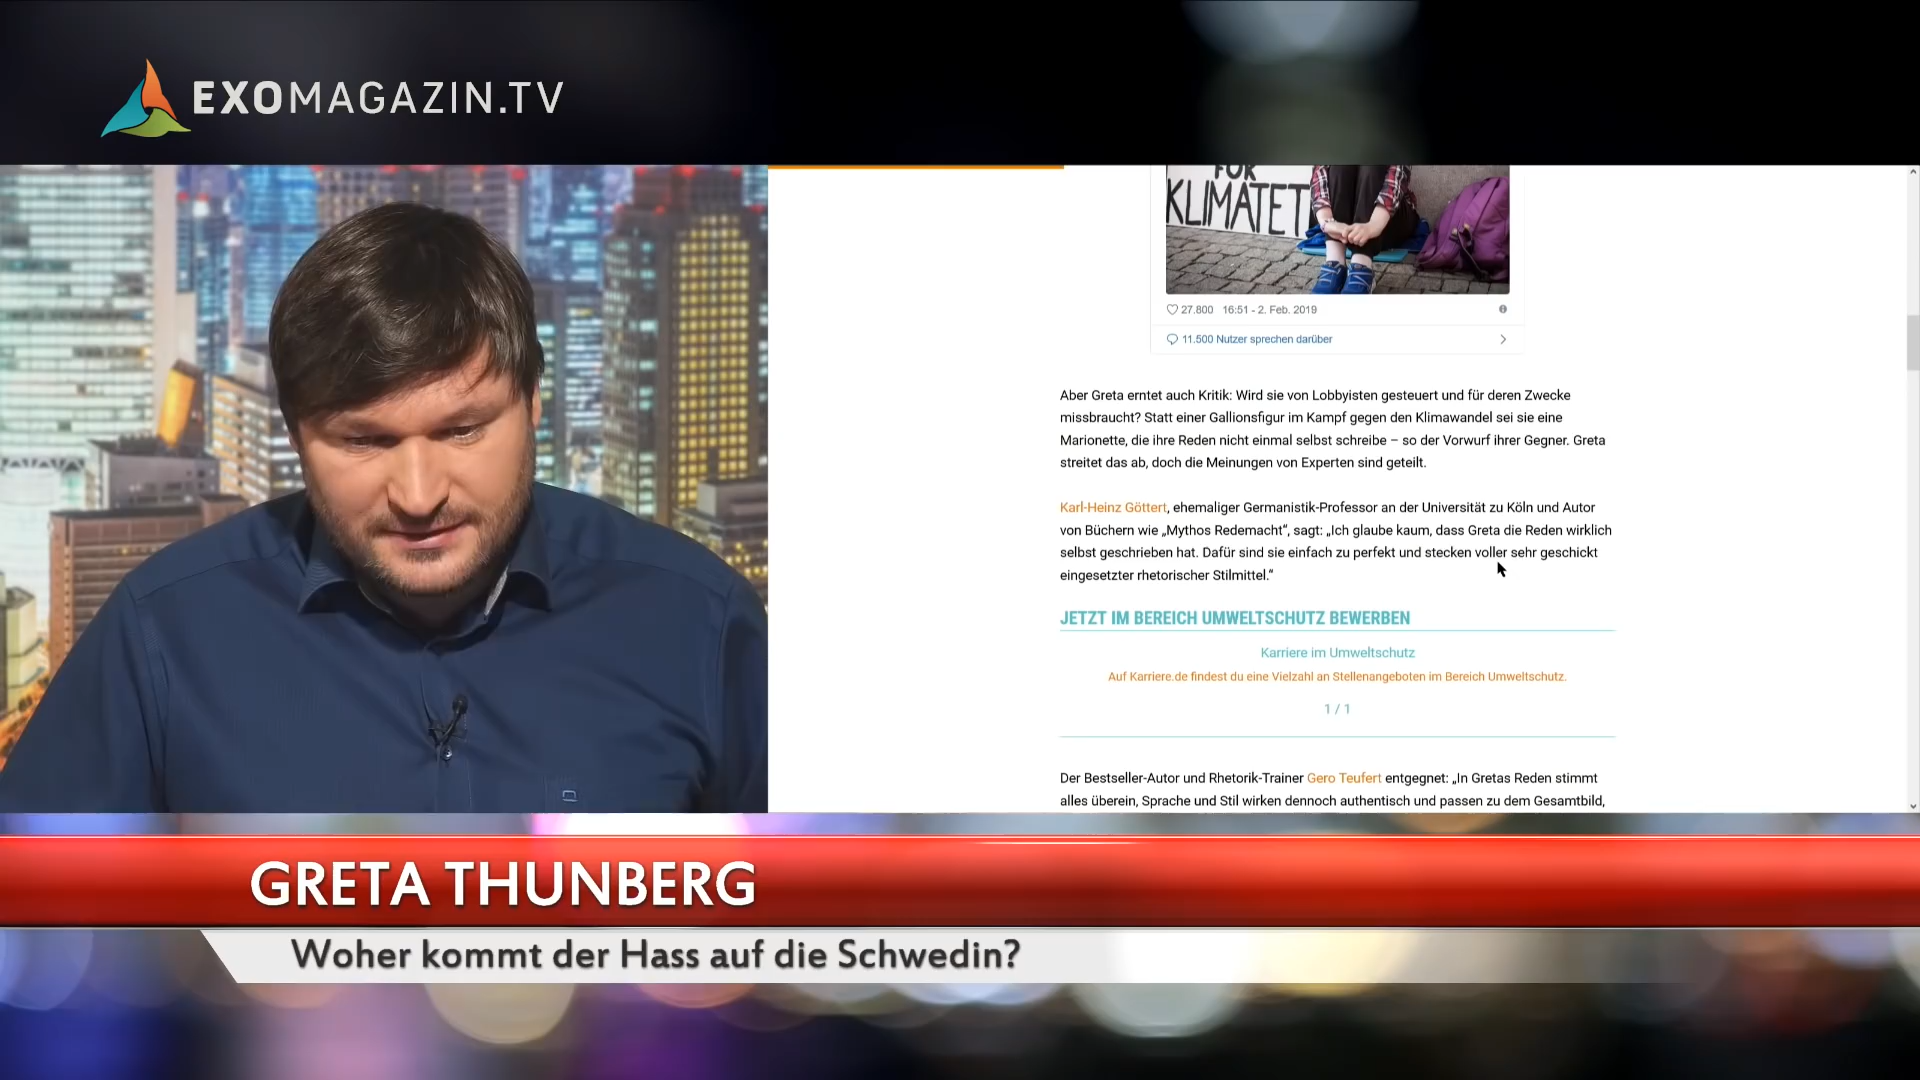 EXOMAGAZIN.TV
FÖR
KLIMATET
27.800 16:51 - 2. Feb. 2019
11.500 Nutzer sprechen darüber
Aber Greta erntet auch Kritik: Wird sie von Lobbyisten gesteuert und für deren Zwecke
missbraucht? Statt einer Gallionsfigur im Kampf gegen den Klimawandel sei sie eine
Marionette, die ihre Reden nicht einmal selbst schreibe – so der Vorwurf ihrer Gegner. Greta
streitet das ab, doch die Meinungen von Experten sind geteilt.
Karl-Heinz Göttert, ehemaliger Germanistik-Professor an der Universität zu Köln und Autor
von Büchern wie „Mythos Redemacht“, sagt: „Ich glaube kaum, dass Greta die Reden wirklich
selbst geschrieben hat. Dafür sind sie einfach zu perfekt und stecken voller sehr geschickt
eingesetzter rhetorischer Stilmittel.“
JETZT IM BEREICH UMWELTSCHUTZ BEWERBEN
Karriere im Umweltschutz
Auf Karriere.de findest du eine Vielzahl an Stellenangeboten im Bereich Umweltschutz.
1 / 1
Der Bestseller-Autor und Rhetorik-Trainer Gero Teufert entgegnet: „In Gretas Reden stimmt
alles überein, Sprache und Stil wirken dennoch authentisch und passen zu dem Gesamtbild,
GRETA THUNBERG
Woher kommt der Hass auf die Schwedin?